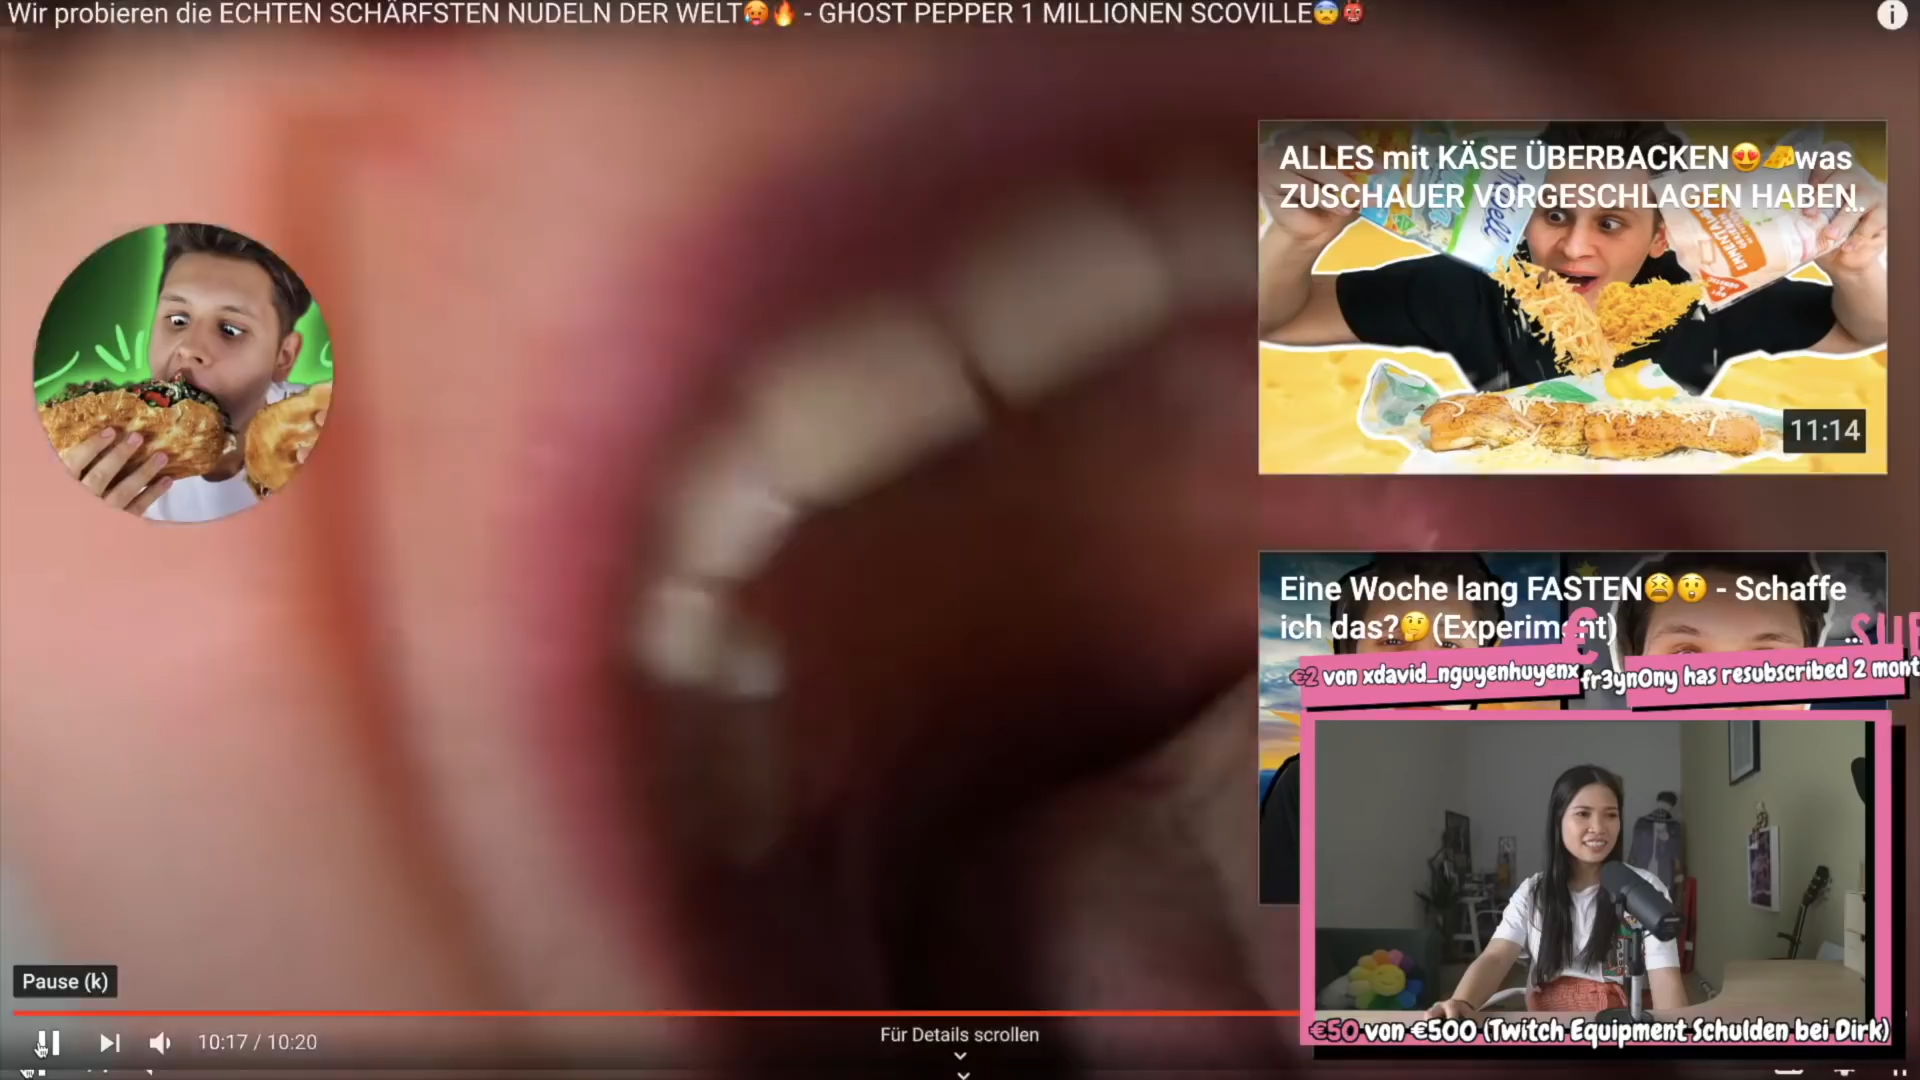 Wir probieren die ECHTEN SCHÄRFSTEN NUDELN DER WELT🥵🔥 - GHOST PEPPER 1 MILLIONEN SCOVILLE😨👹
ALLES mit KÄSE ÜBERBACKEN😍🧀was
ZUSCHAUER VORGESCHLAGEN HABEN...
11:14
Eine Woche lang FASTEN😫😲 - Schaffe
ich das?🤔(Experiment)
...
€
€2 von xdavid_nguyenhuyenx
fr3yn0ny has resubscribed 2 mont
€50 von €500 (Twitch Equipment Schulden bei Dirk)
Pause (k)
10:17 / 10:20
Für Details scrollen